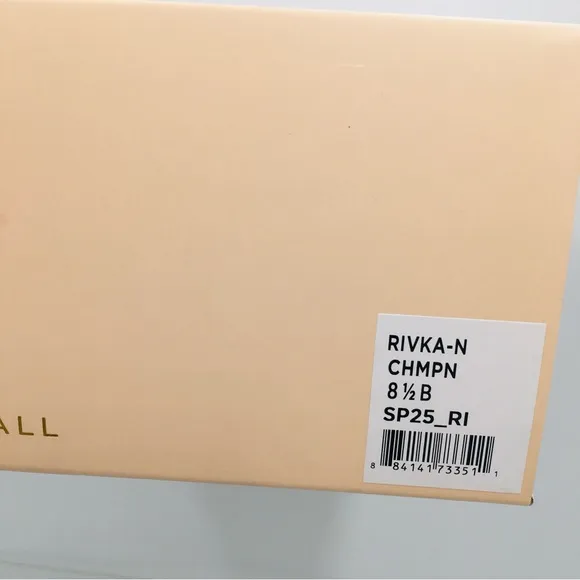 ALL
RIVKA-N
CHMPN
8 ½ B
SP25_RI
8 84141 73351 1